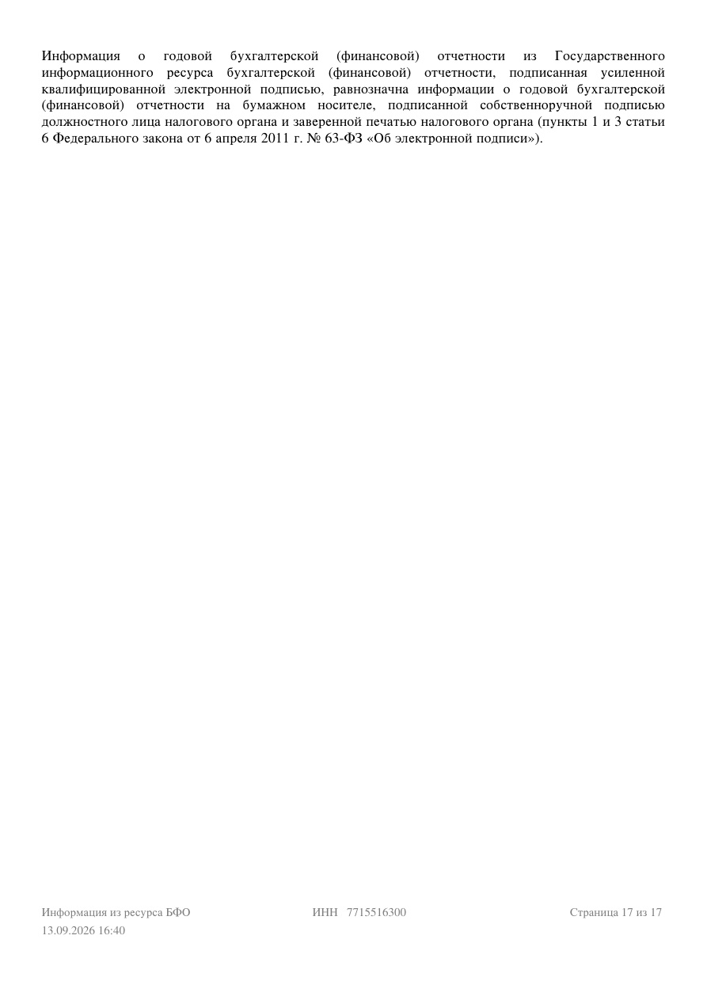 Информация о годовой бухгалтерской (финансовой) отчетности из Государственного
информационного ресурса бухгалтерской (финансовой) отчетности, подписанная усиленной
квалифицированной электронной подписью, равнозначна информации о годовой бухгалтерской
(финансовой) отчетности на бумажном носителе, подписанной собственноручной подписью
должностного лица налогового органа и заверенной печатью налогового органа (пункты 1 и 3 статьи
6 Федерального закона от 6 апреля 2011 г. № 63-ФЗ «Об электронной подписи»).
Информация из ресурса БФО ИНН 7715516300 Страница 17 из 17
13.09.2026 16:40